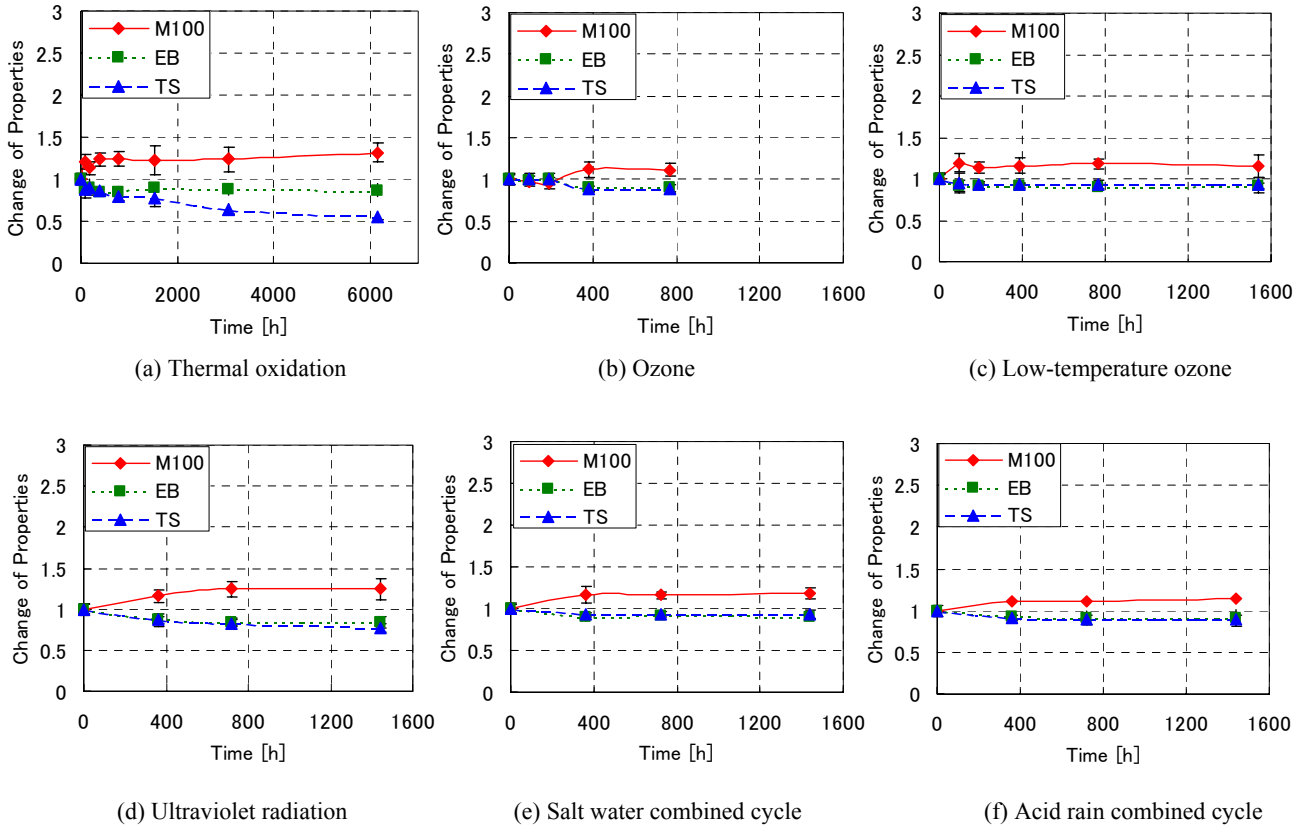 Change of Properties
3
2.5
2
1.5
1
0.5
0
M100
EB
TS
0 2000 4000 6000
Time [h]
(a) Thermal oxidation
Change of Properties
3
2.5
2
1.5
1
0.5
0
M100
EB
TS
0 400 800 1200 1600
Time [h]
(b) Ozone
Change of Properties
3
2.5
2
1.5
1
0.5
0
M100
EB
TS
0 400 800 1200 1600
Time [h]
(c) Low-temperature ozone
Change of Properties
3
2.5
2
1.5
1
0.5
0
M100
EB
TS
0 400 800 1200 1600
Time [h]
(d) Ultraviolet radiation
Change of Properties
3
2.5
2
1.5
1
0.5
0
M100
EB
TS
0 400 800 1200 1600
Time [h]
(e) Salt water combined cycle
Change of Properties
3
2.5
2
1.5
1
0.5
0
M100
EB
TS
0 400 800 1200 1600
Time [h]
(f) Acid rain combined cycle